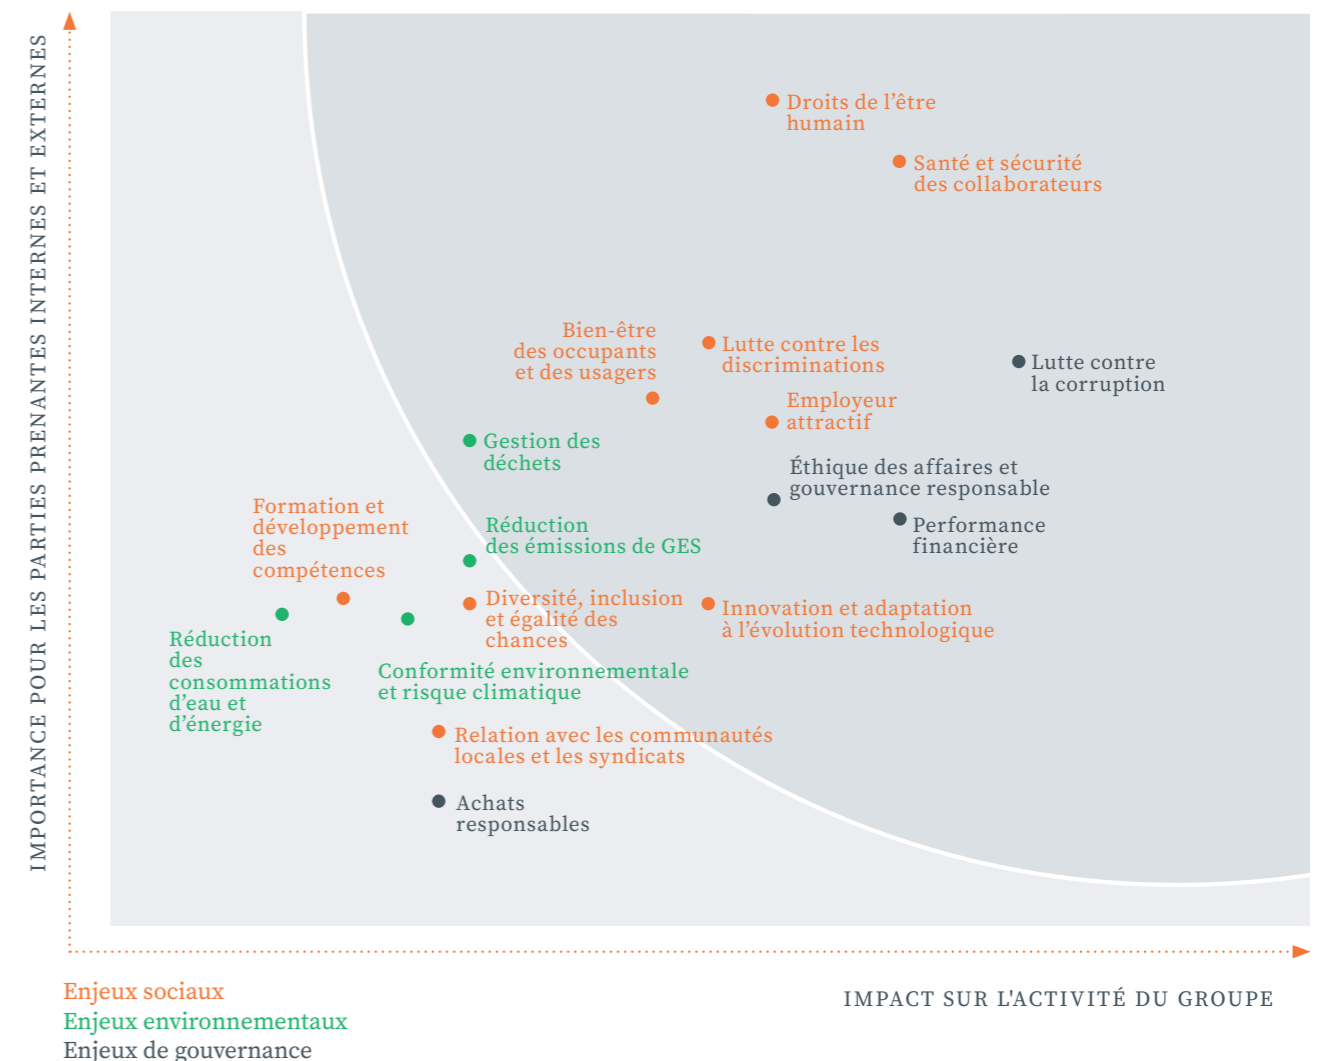 IMPORTANCE POUR LES PARTIES PRENANTES INTERNES ET EXTERNES
Droits de l’être
humain
Santé et sécurité
des collaborateurs
Bien-être
des occupants
et des usagers
Lutte contre les
discriminations
Lutte contre
la corruption
Employeur
attractif
Gestion des
déchets
Éthique des affaires et
gouvernance responsable
Formation et
développement
des
compétences
Réduction
des émissions de GES
Performance
financière
Diversité, inclusion
et égalité des
chances
Innovation et adaptation
à l’évolution technologique
Réduction
des
consommations
d’eau et
d’énergie
Conformité environnementale
et risque climatique
Relation avec les communautés
locales et les syndicats
Achats
responsables
Enjeux sociaux
Enjeux environnementaux
Enjeux de gouvernance
IMPACT SUR L'ACTIVITÉ DU GROUPE